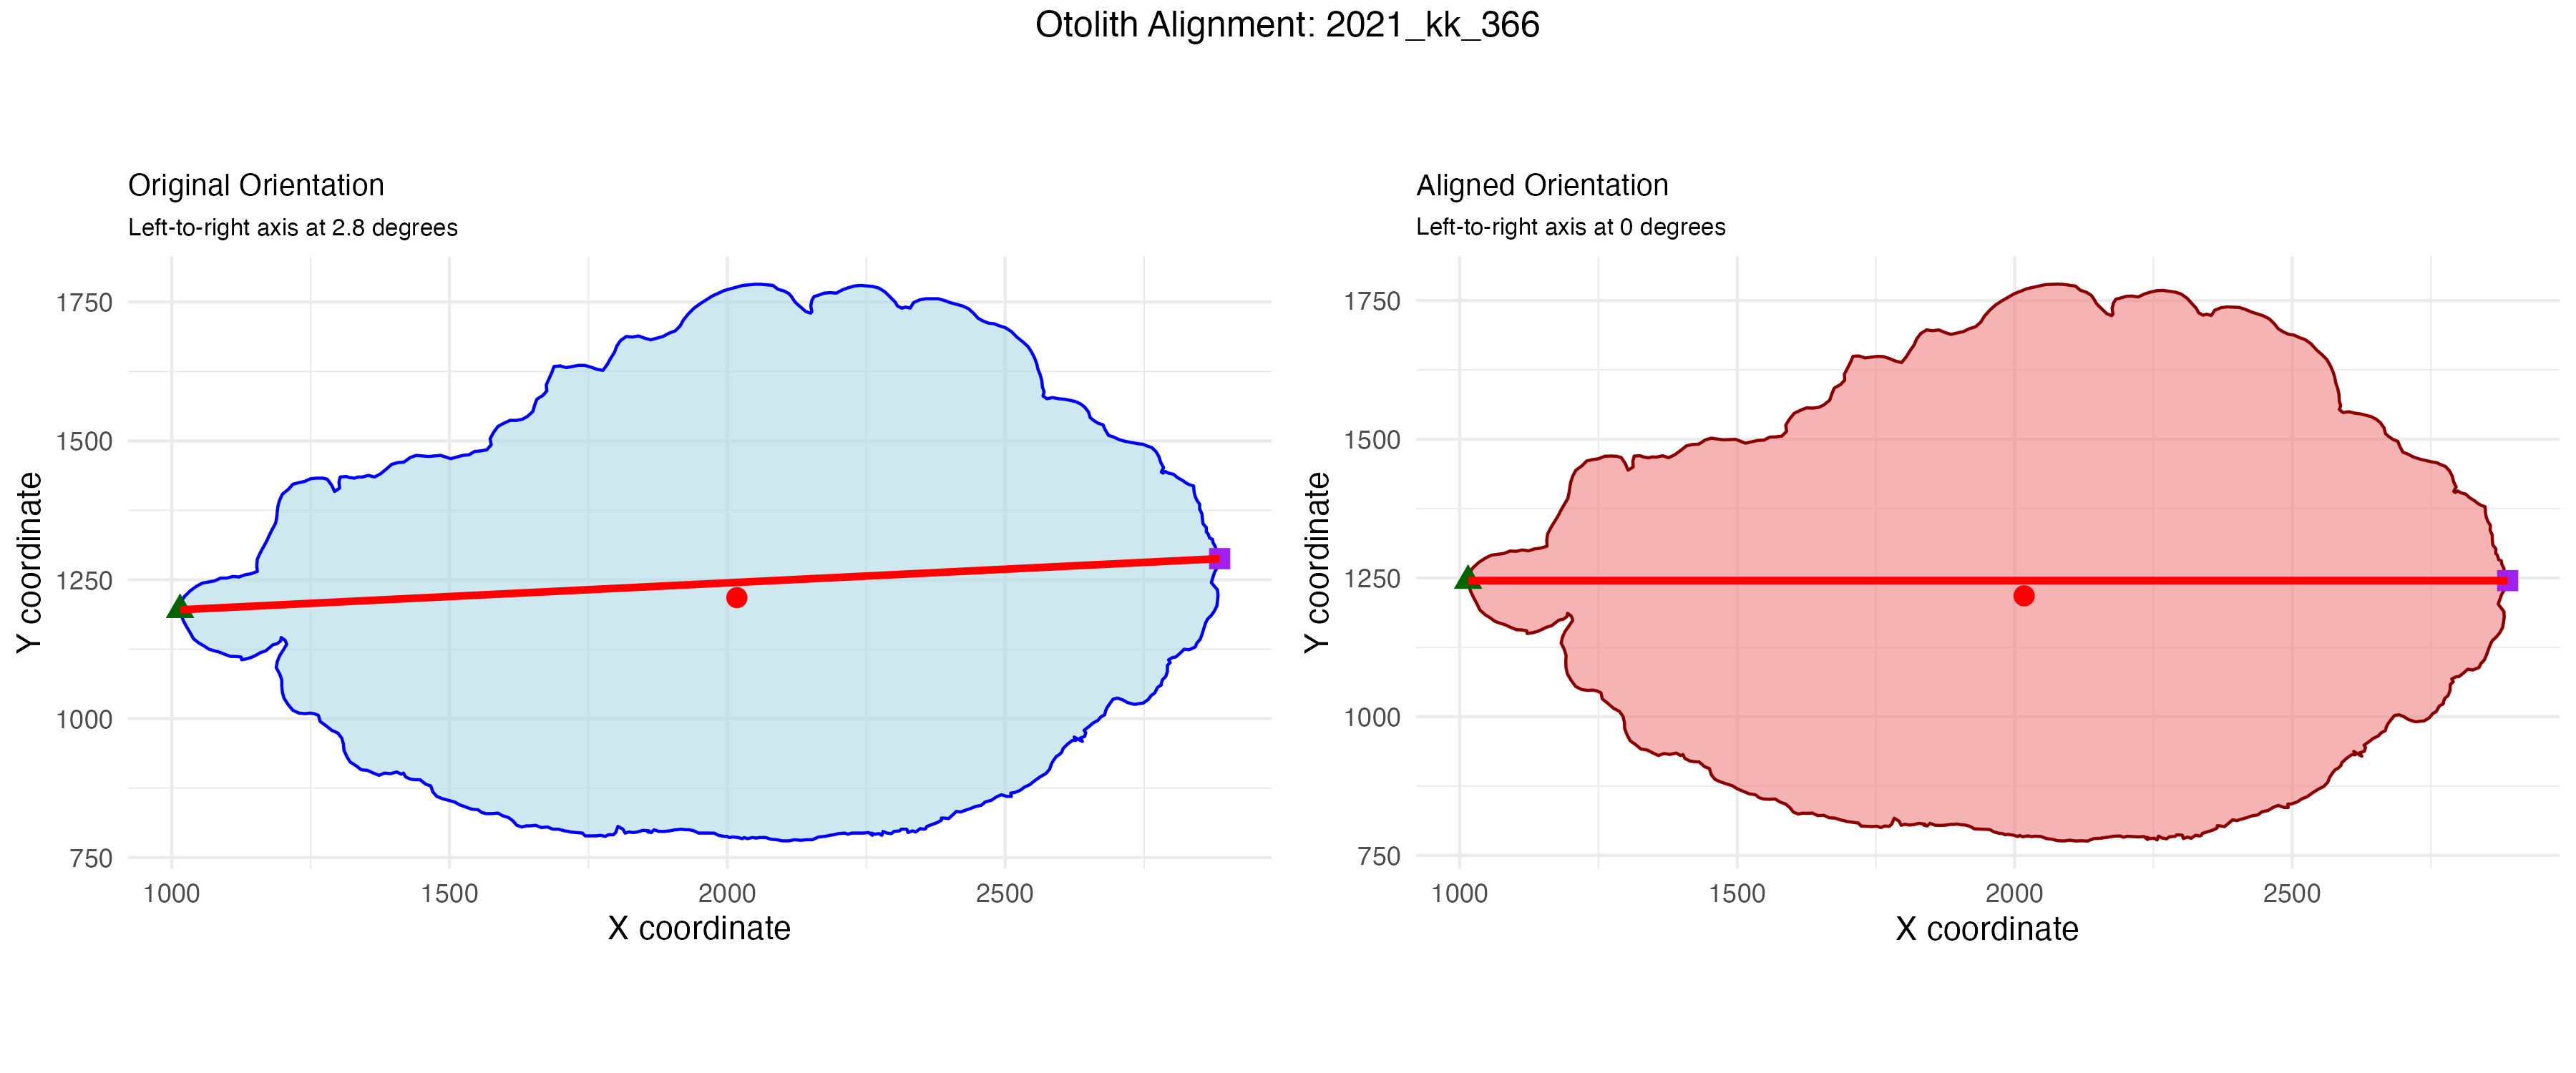 Otolith Alignment: 2021_kk_366
Original Orientation
Left-to-right axis at 2.8 degrees
1750
1500
1250
1000
750
Y coordinate
1000 1500 2000 2500
X coordinate
Aligned Orientation
Left-to-right axis at 0 degrees
1750
1500
1250
1000
750
Y coordinate
1000 1500 2000 2500
X coordinate